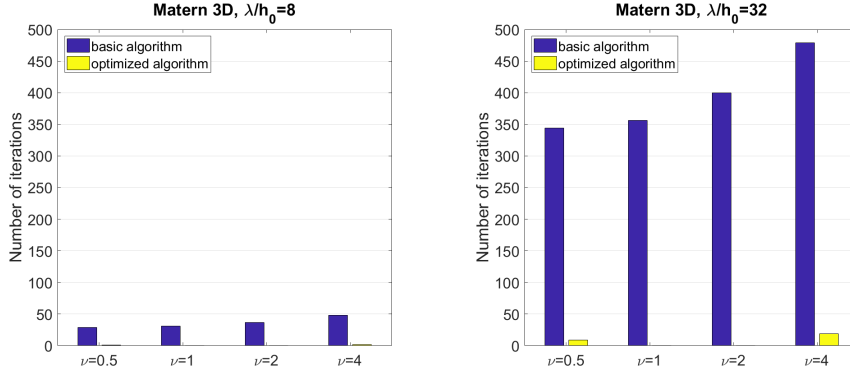 Matern 3D, λ/h0=8
500
450
400
350
300
250
200
150
100
50
0
Number of iterations
basic algorithm
optimized algorithm
ν=0.5
ν=1
ν=2
ν=4
Matern 3D, λ/h0=32
500
450
400
350
300
250
200
150
100
50
0
Number of iterations
basic algorithm
optimized algorithm
ν=0.5
ν=1
ν=2
ν=4